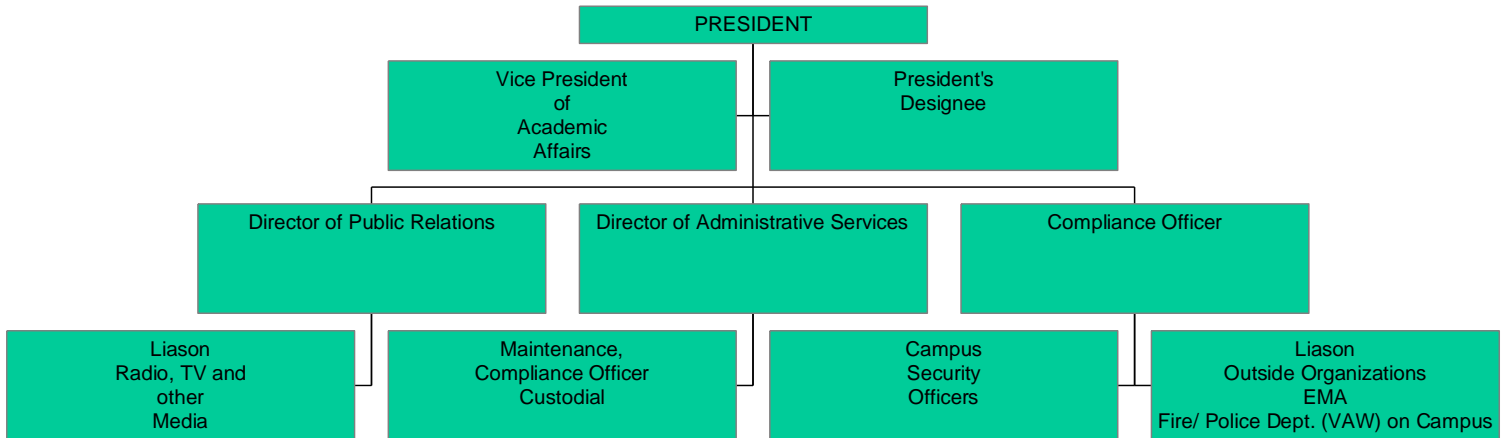 PRESIDENT
Vice President
of
Academic
Affairs
President's
Designee
Director of Public Relations
Director of Administrative Services
Compliance Officer
Liason
Radio, TV and
other
Media
Maintenance,
Compliance Officer
Custodial
Campus
Security
Officers
Liason
Outside Organizations
EMA
Fire/ Police Dept. (VAW) on Campus